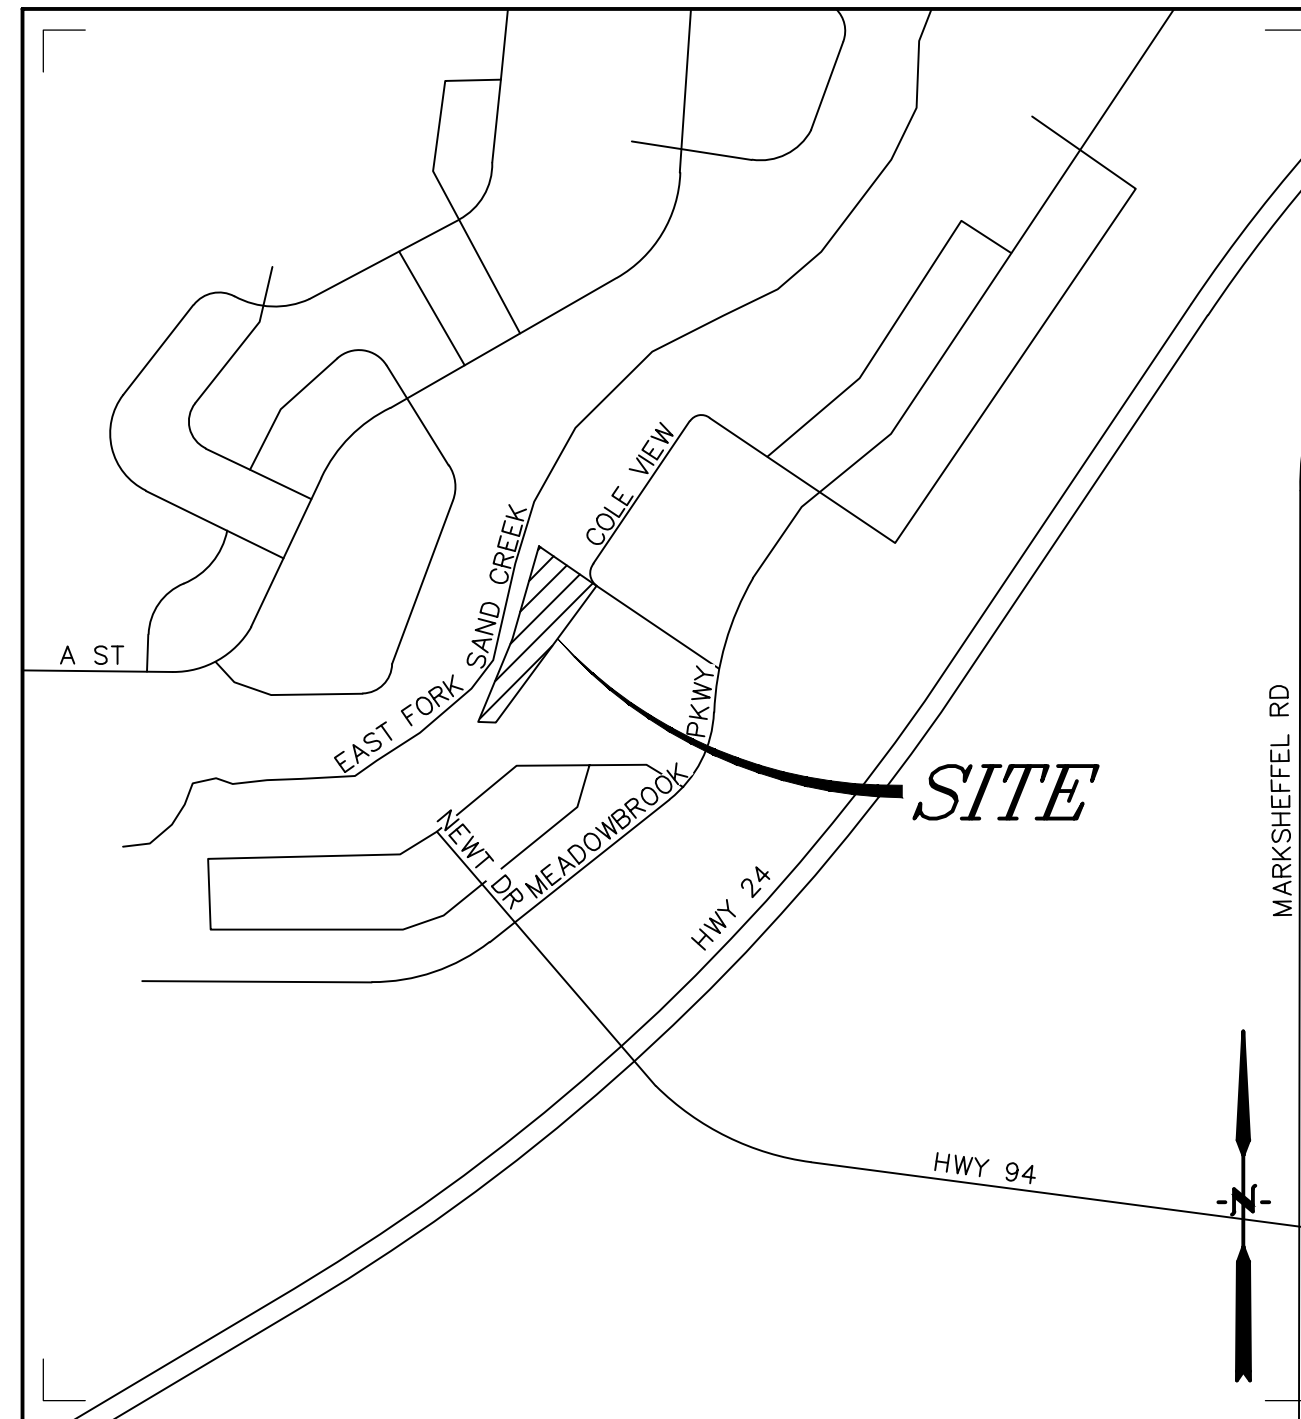 COLE VIEW
EAST FORK SAND CREEK
A ST
MEADOWBROOK PKWY.
MARKSHEFFEL RD
SITE
NEWT DR
HWY 24
HWY 94
-N-